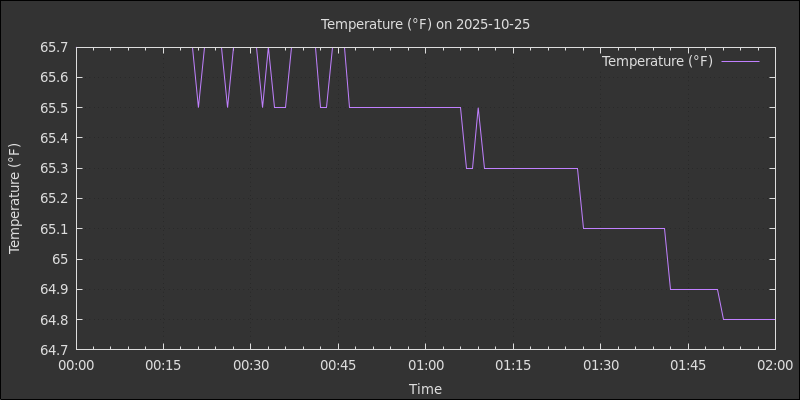 Temperature (°F) on 2025-10-25
Temperature (°F)
65.7
65.6
65.5
65.4
65.3
65.2
65.1
65
64.9
64.8
64.7
Temperature (°F)
00:00 00:15 00:30 00:45 01:00 01:15 01:30 01:45 02:00
Time